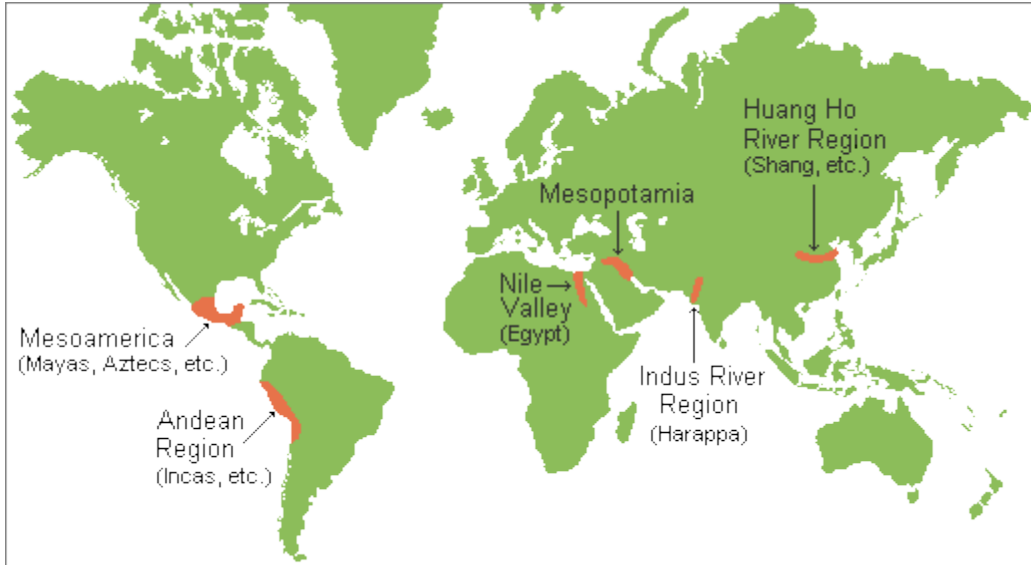 Huang Ho
River Region
(Shang, etc.)
Mesopotamia
Nile
Valley
(Egypt)
Mesoamerica
(Mayas, Aztecs, etc.)
Indus River
Region
(Harappa)
Andean
Region
(Incas, etc.)